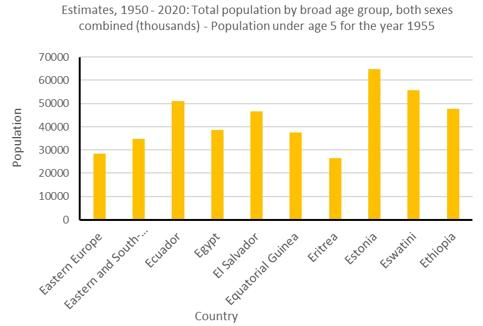 Estimates, 1950 - 2020: Total population by broad age group, both sexes
combined (thousands) - Population under age 5 for the year 1955
70000
60000
50000
40000
30000
20000
10000
0
Population
Eastern Europe
Eastern and South-...
Ecuador
Egypt
El Salvador
Equatorial Guinea
Eritrea
Estonia
Eswatini
Ethiopia
Country